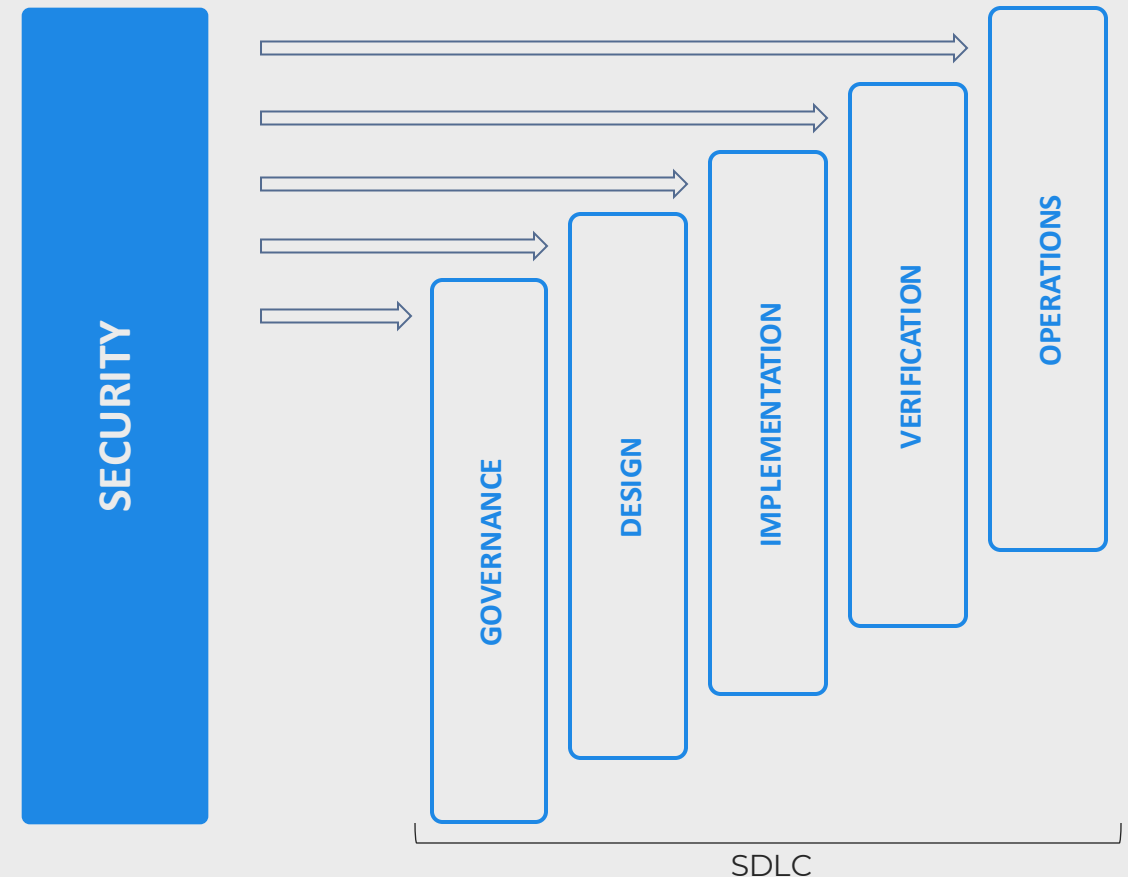 SECURITY
GOVERNANCE
DESIGN
IMPLEMENTATION
VERIFICATION
OPERATIONS
SDLC